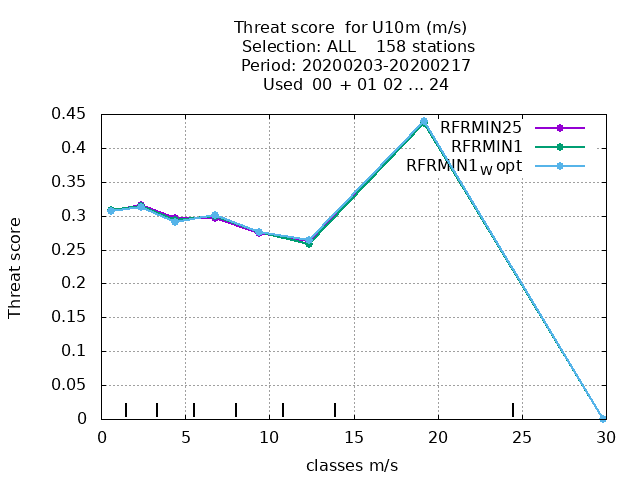 Threat score  for U10m (m/s)
Selection: ALL    158 stations
Period: 20200203-20200217
Used  00  + 01 02 ... 24
0.45
0.4
0.35
0.3
0.25
0.2
0.15
0.1
0.05
0
Threat score
RFRMIN25
RFRMIN1
RFRMIN1W opt
0 5 10 15 20 25 30
classes m/s